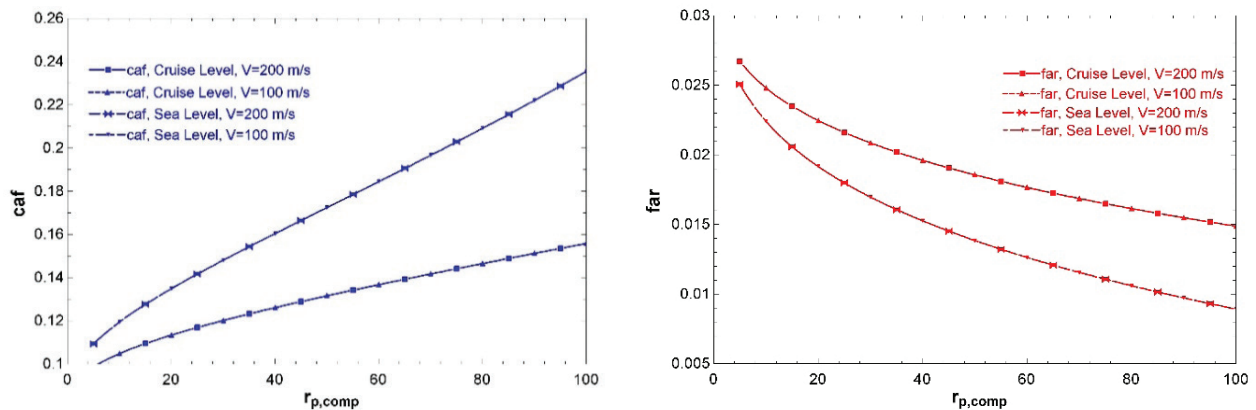 0.26
0.24
0.22
0.2
0.18
0.16
0.14
0.12
0.1
caf
caf, Cruise Level, V=200 m/s
caf, Cruise Level, V=100 m/s
caf, Sea Level, V=200 m/s
caf, Sea Level, V=100 m/s
0 20 40 60 80 100
rp,comp
0.03
0.025
0.02
0.015
0.01
0.005
far
far, Cruise Level, V=200 m/s
far, Cruise Level, V=100 m/s
far, Sea Level, V=200 m/s
far, Sea Level, V=100 m/s
0 20 40 60 80 100
rp,comp